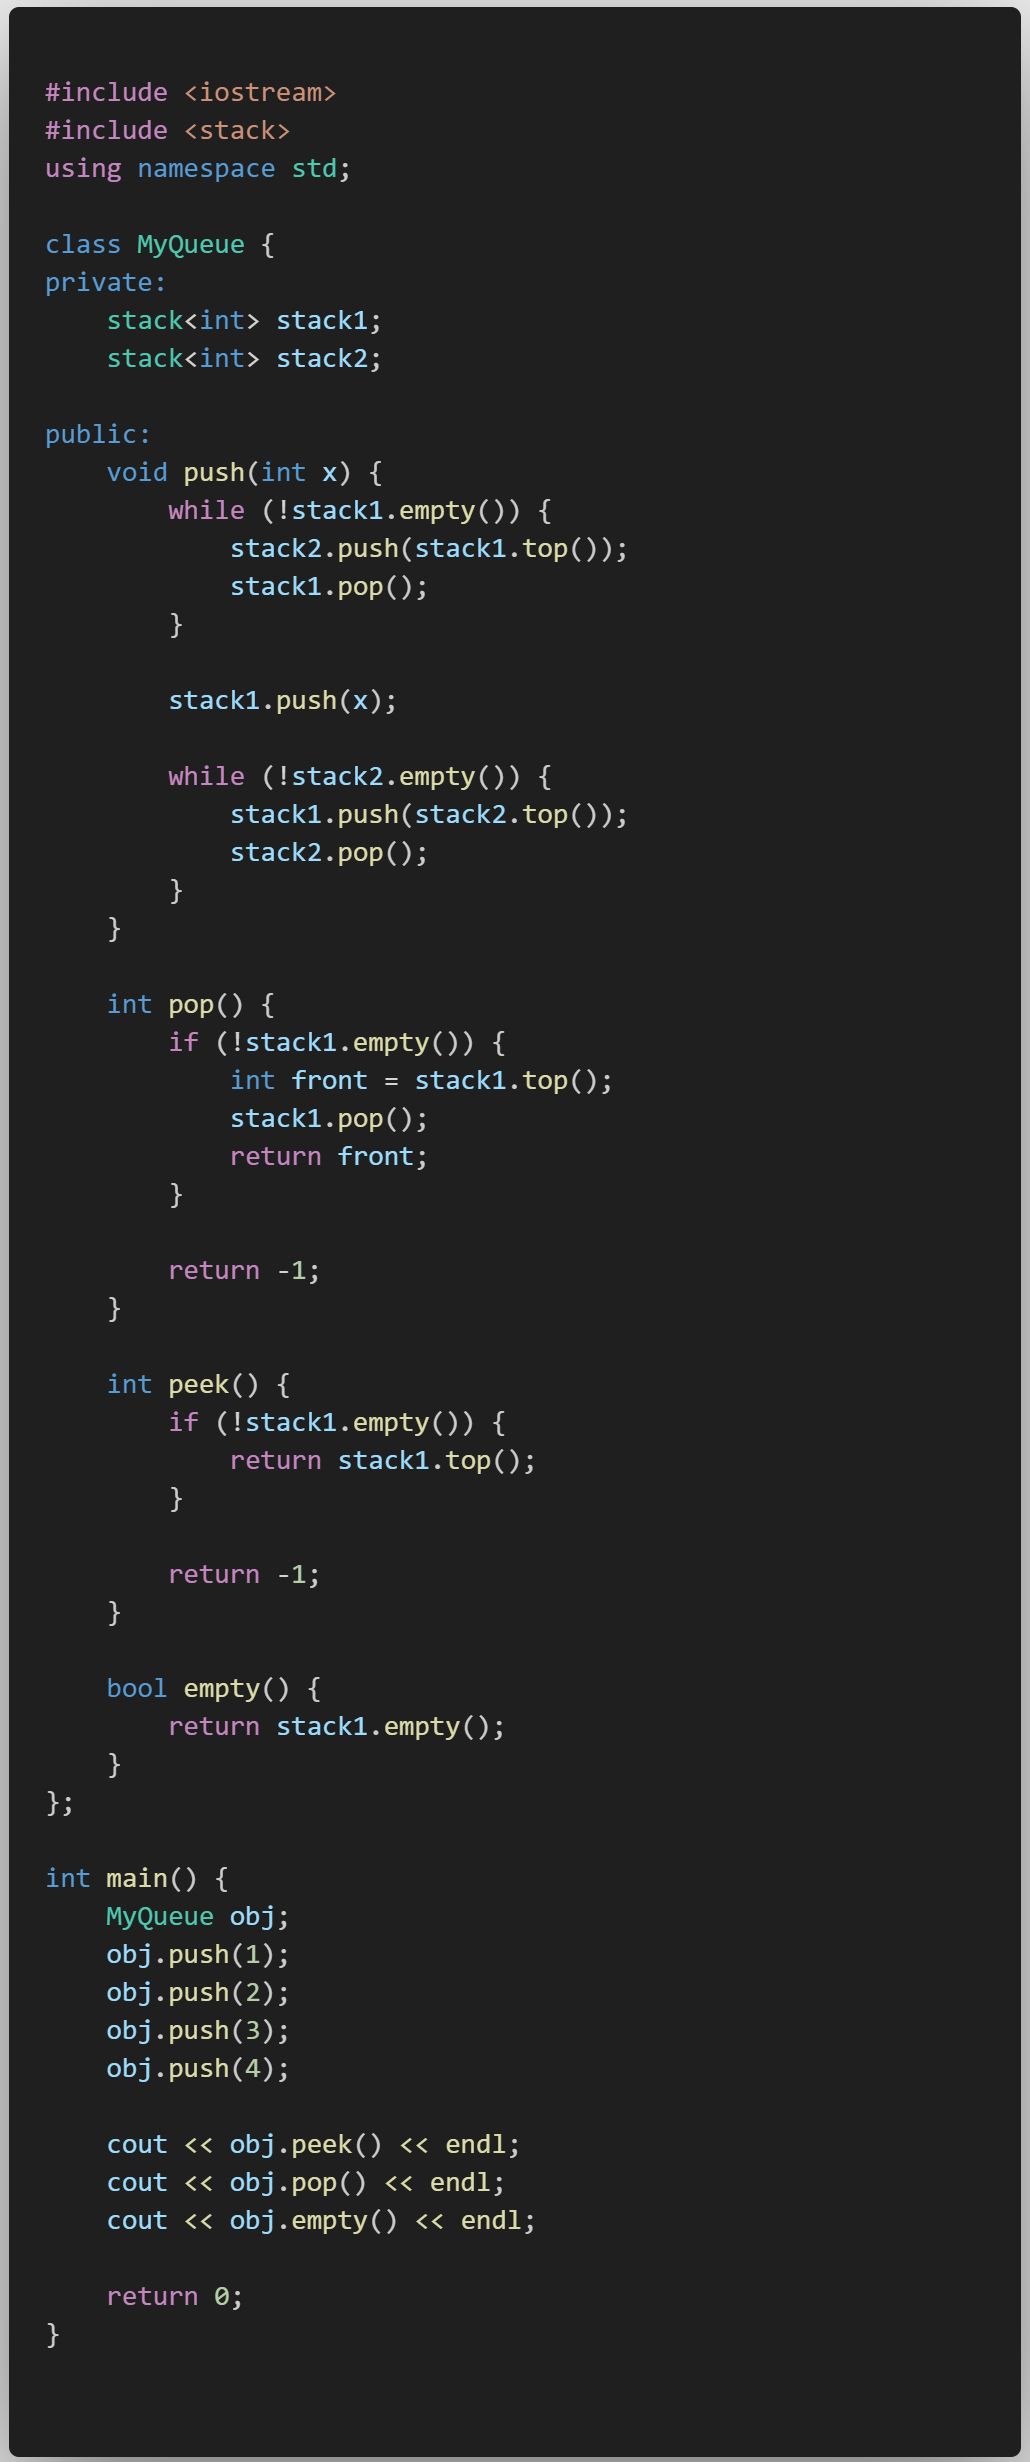 #include <iostream>
#include <stack>
using namespace std;

class MyQueue {
private:
    stack<int> stack1;
    stack<int> stack2;

public:
    void push(int x) {
        while (!stack1.empty()) {
            stack2.push(stack1.top());
            stack1.pop();
        }

        stack1.push(x);

        while (!stack2.empty()) {
            stack1.push(stack2.top());
            stack2.pop();
        }
    }

    int pop() {
        if (!stack1.empty()) {
            int front = stack1.top();
            stack1.pop();
            return front;
        }

        return -1;
    }

    int peek() {
        if (!stack1.empty()) {
            return stack1.top();
        }

        return -1;
    }

    bool empty() {
        return stack1.empty();
    }
};

int main() {
    MyQueue obj;
    obj.push(1);
    obj.push(2);
    obj.push(3);
    obj.push(4);

    cout << obj.peek() << endl;
    cout << obj.pop() << endl;
    cout << obj.empty() << endl;

    return 0;
}